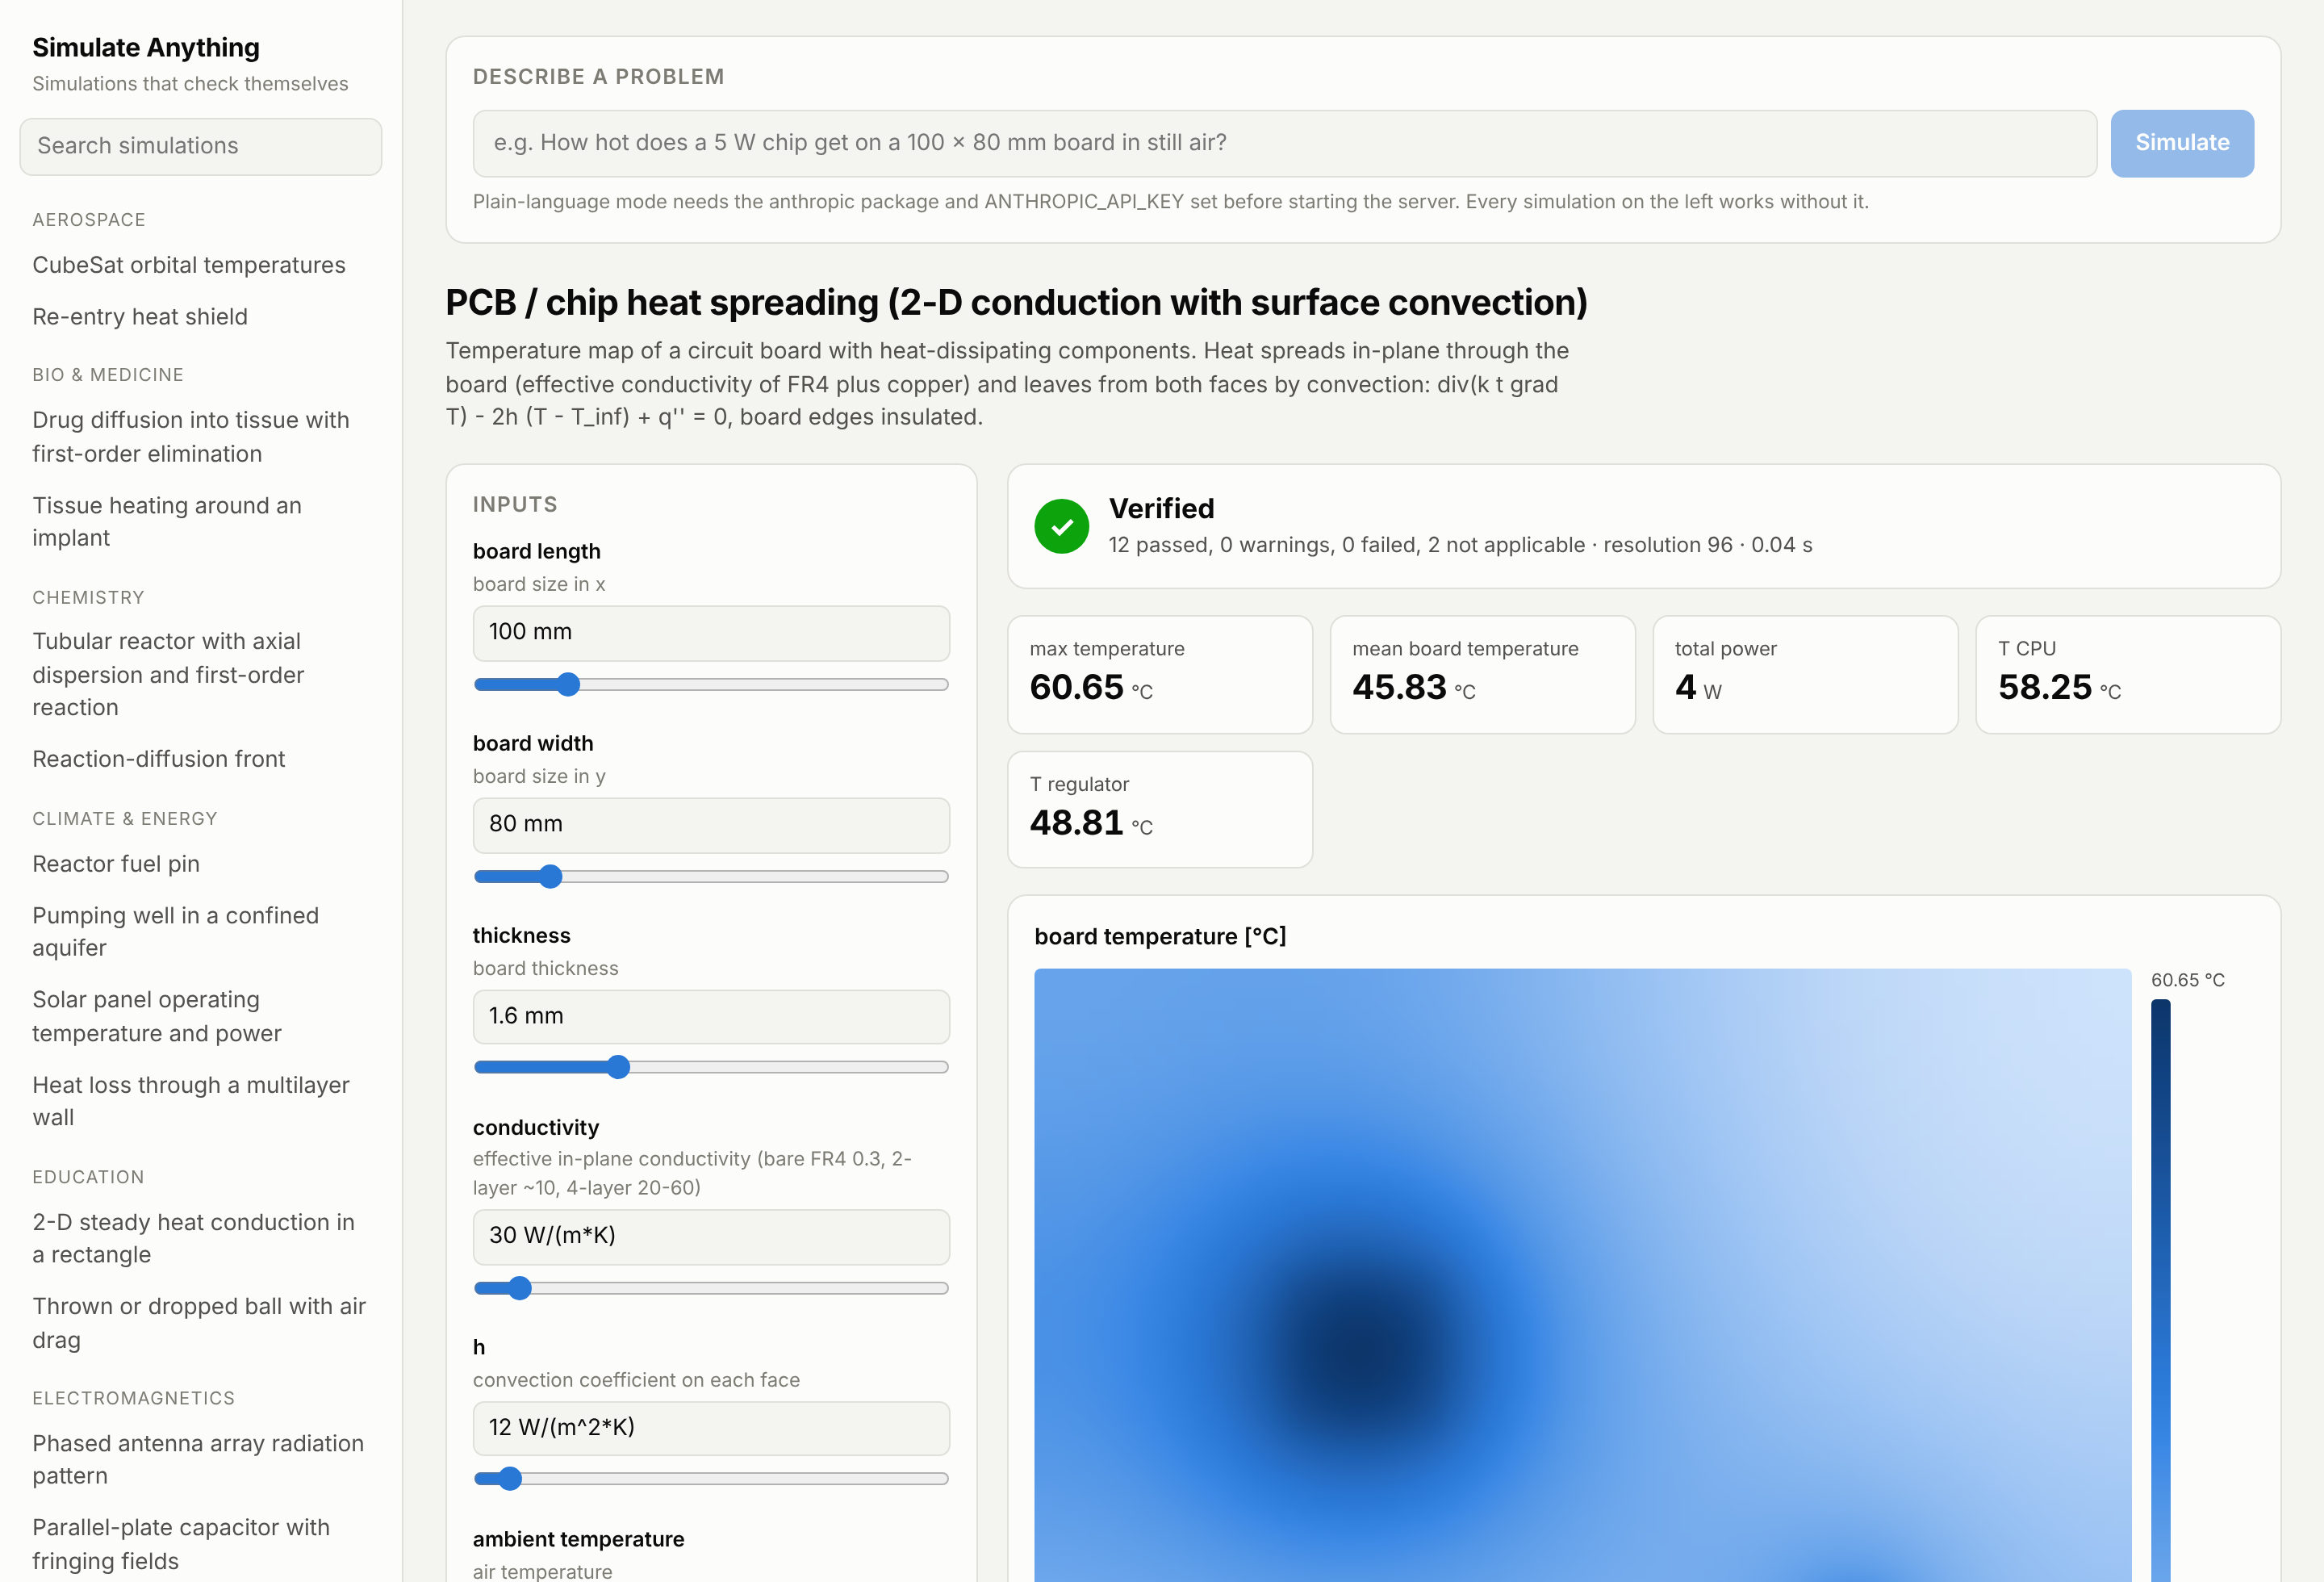 Simulate Anything
Simulations that check themselves
Search simulations
AEROSPACE
CubeSat orbital temperatures
Re-entry heat shield
BIO & MEDICINE
Drug diffusion into tissue with
first-order elimination
Tissue heating around an
implant
CHEMISTRY
Tubular reactor with axial
dispersion and first-order
reaction
Reaction-diffusion front
CLIMATE & ENERGY
Reactor fuel pin
Pumping well in a confined
aquifer
Solar panel operating
temperature and power
Heat loss through a multilayer
wall
EDUCATION
2-D steady heat conduction in
a rectangle
Thrown or dropped ball with air
drag
ELECTROMAGNETICS
Phased antenna array radiation
pattern
Parallel-plate capacitor with
fringing fields
DESCRIBE A PROBLEM
e.g. How hot does a 5 W chip get on a 100 × 80 mm board in still air?
Simulate
Plain-language mode needs the anthropic package and ANTHROPIC_API_KEY set before starting the server. Every simulation on the left works without it.
PCB / chip heat spreading (2-D conduction with surface convection)
Temperature map of a circuit board with heat-dissipating components. Heat spreads in-plane through the
board (effective conductivity of FR4 plus copper) and leaves from both faces by convection: div(k t grad
T) - 2h (T - T_inf) + q'' = 0, board edges insulated.
INPUTS
board length
board size in x
100 mm
board width
board size in y
80 mm
thickness
board thickness
1.6 mm
conductivity
effective in-plane conductivity (bare FR4 0.3, 2-
layer ~10, 4-layer 20-60)
30 W/(m*K)
h
convection coefficient on each face
12 W/(m^2*K)
ambient temperature
air temperature
Verified
12 passed, 0 warnings, 0 failed, 2 not applicable · resolution 96 · 0.04 s
max temperature
60.65 °C
mean board temperature
45.83 °C
total power
4 W
T CPU
58.25 °C
T regulator
48.81 °C
board temperature [°C]
60.65 °C